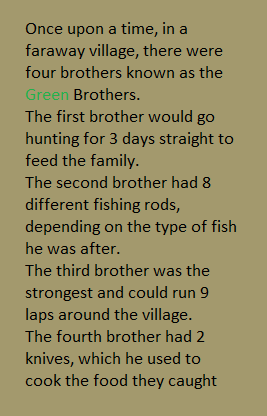 Once upon a time, in a
faraway village, there were
four brothers known as the
Green Brothers.
The first brother would go
hunting for 3 days straight to
feed the family.
The second brother had 8
different fishing rods,
depending on the type of fish
he was after.
The third brother was the
strongest and could run 9
laps around the village.
The fourth brother had 2
knives, which he used to
cook the food they caught